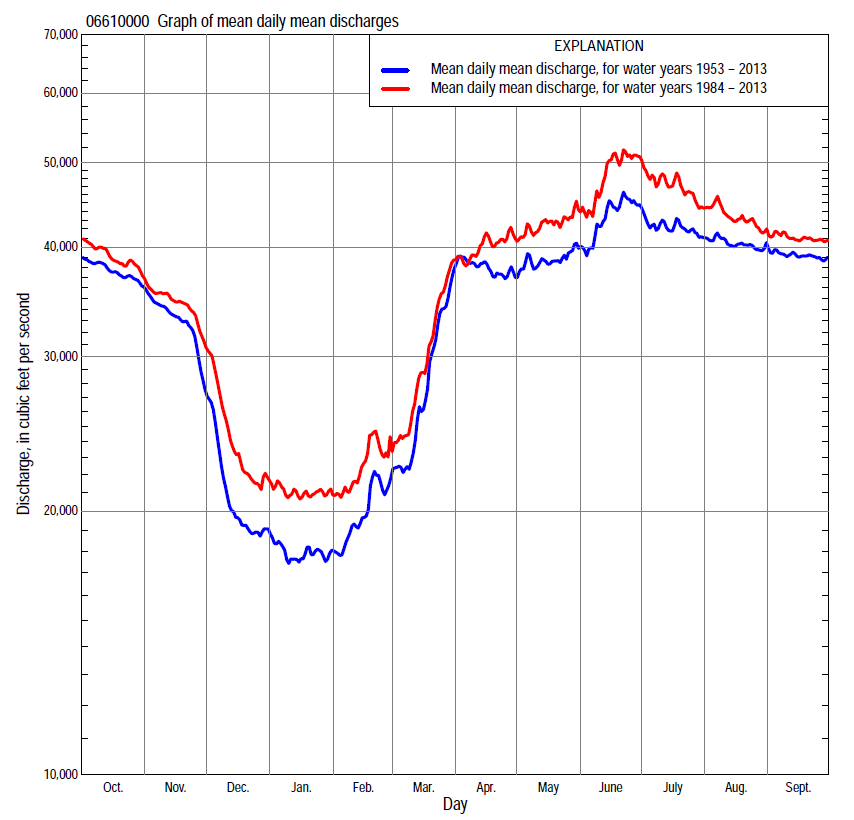 06610000 Graph of mean daily mean discharges
EXPLANATION
Mean daily mean discharge, for water years 1953 – 2013
Mean daily mean discharge, for water years 1984 – 2013
70,000
60,000
50,000
40,000
30,000
20,000
10,000
Discharge, in cubic feet per second
Oct. Nov. Dec. Jan. Feb. Mar. Apr. May June July Aug. Sept.
Day